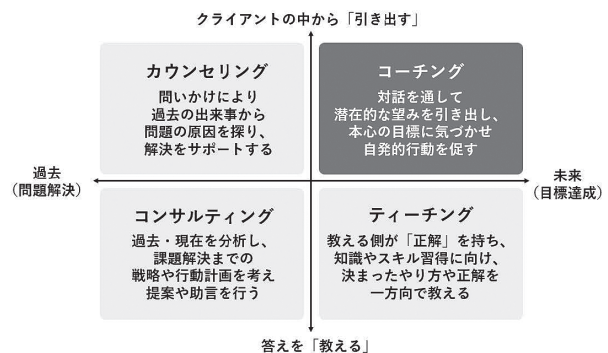 クライアントの中から「引き出す」
カウンセリング
問いかけにより
過去の出来事から
問題の原因を探り、
解決をサポートする
コーチング
対話を通して
潜在的な望みを引き出し、
本心の目標に気づかせ
自発的行動を促す
過去
(問題解決)
未来
(目標達成)
コンサルティング
過去・現在を分析し、
課題解決までの
戦略や行動計画を考え
提案や助言を行う
ティーチング
教える側が「正解」を持ち、
知識やスキル習得に向け、
決まったやり方や正解を
一方向で教える
答えを「教える」